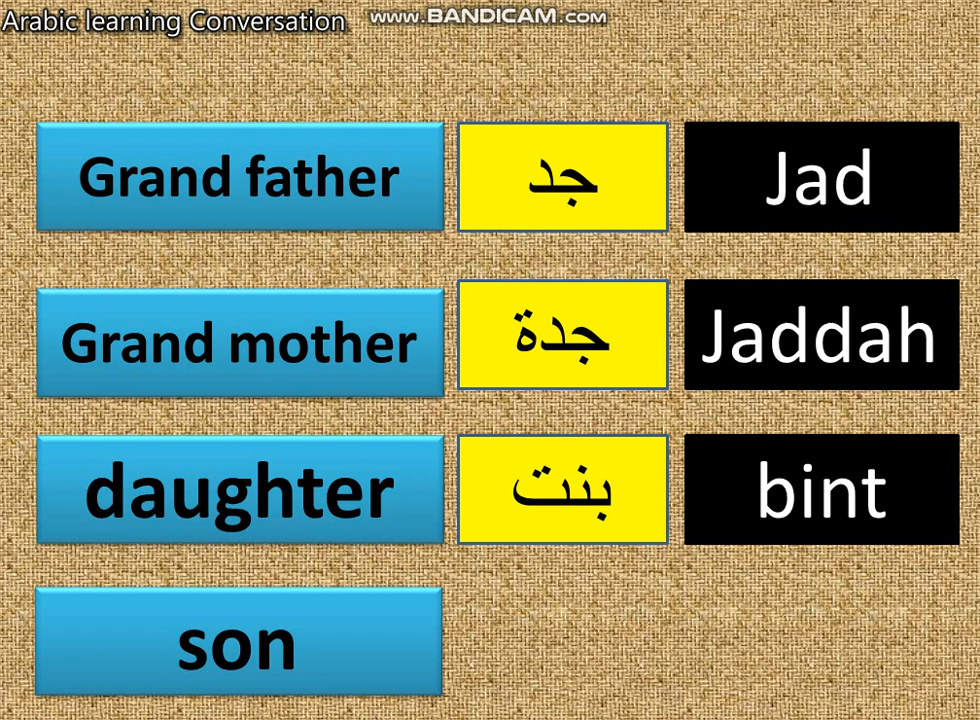 Arabic learning Conversation
www.BANDICAM.com
Grand father جد Jad
Grand mother جدة Jaddah
daughter بنت bint
son